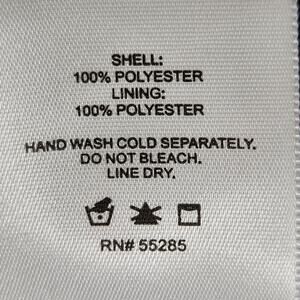 SHELL:
100% POLYESTER
LINING:
100% POLYESTER
HAND WASH COLD SEPARATELY.
DO NOT BLEACH.
LINE DRY.
RN# 55285